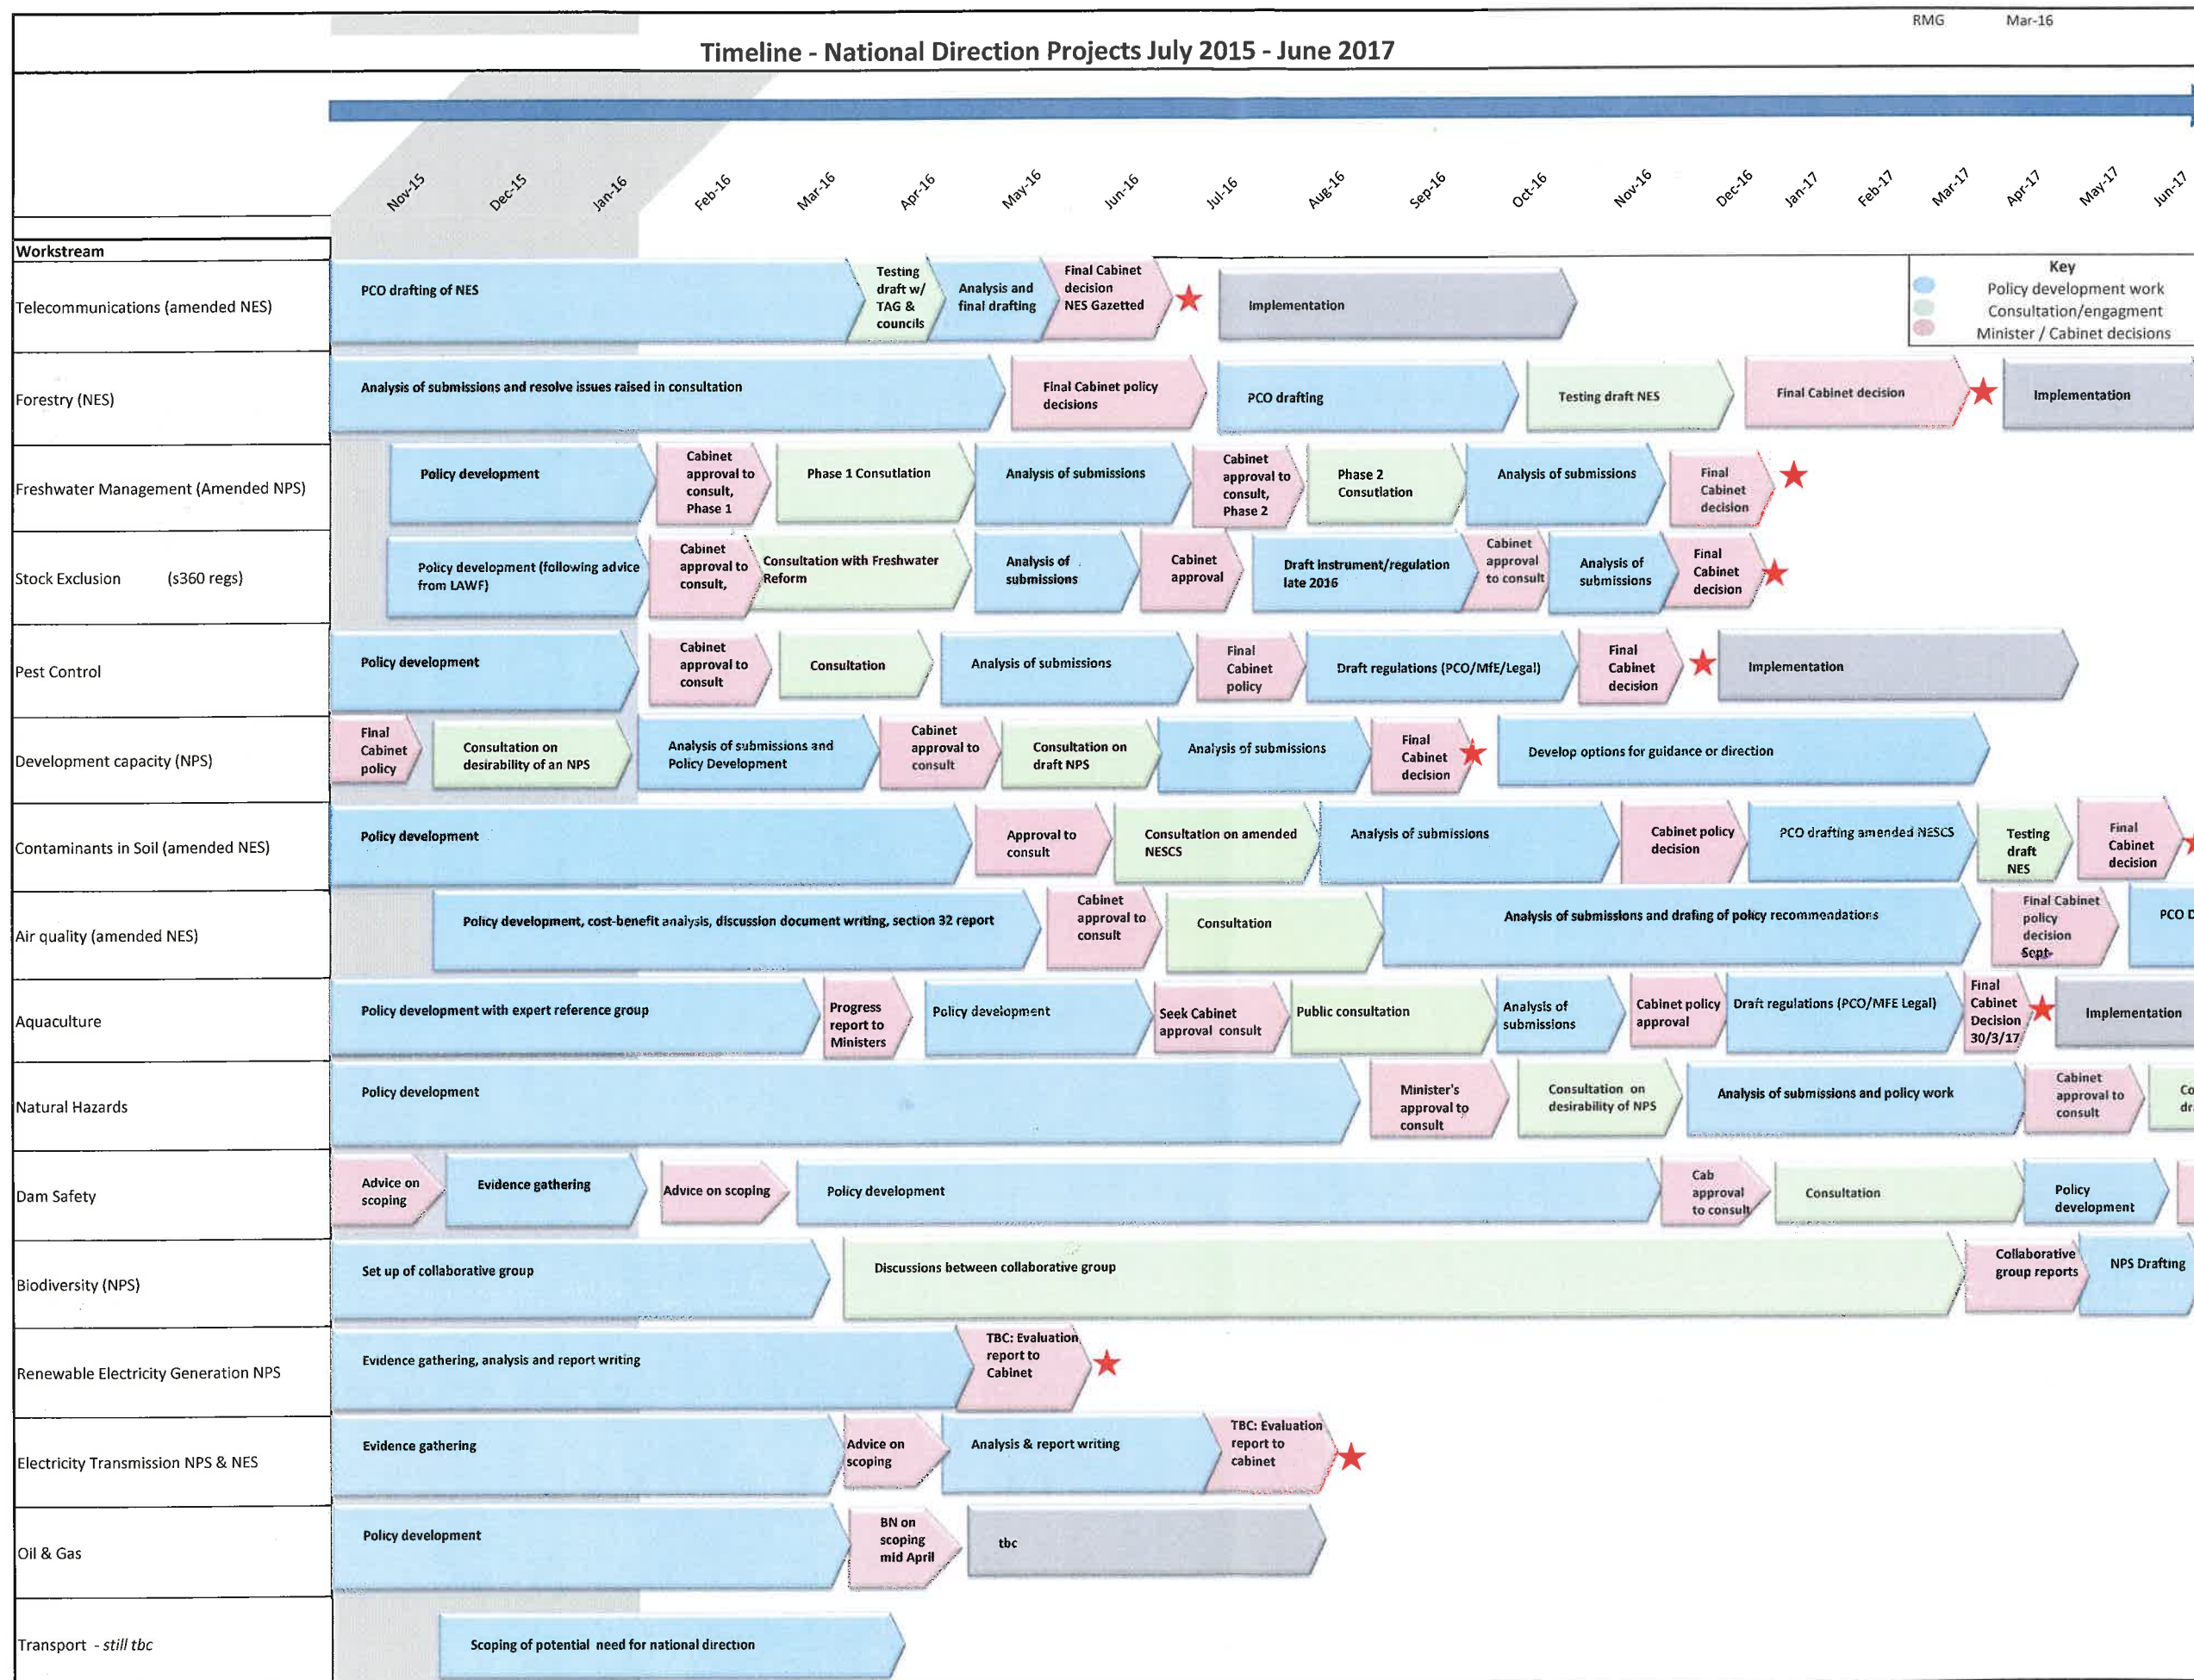 RMG Mar-16
Timeline - National Direction Projects July 2015 - June 2017
Nov-15 Dec-15 Jan-16 Feb-16 Mar-16 Apr-16 May-16 Jun-16 Jul-16 Aug-16 Sep-16 Oct-16 Nov-16 Dec-16 Jan-17 Feb-17 Mar-17 Apr-17 May-17 Jun-17
Workstream
Key
Policy development work
Consultation/engagment
Minister / Cabinet decisions
Telecommunications (amended NES)
PCO drafting of NES
Testing
draft w/
TAG &
councils
Analysis and
final drafting
Final Cabinet
decision
NES Gazetted
Implementation
Forestry (NES)
Analysis of submissions and resolve issues raised in consultation
Final Cabinet policy
decisions
PCO drafting
Testing draft NES
Final Cabinet decision
Implementation
Freshwater Management (Amended NPS)
Policy development
Cabinet
approval to
consult,
Phase 1
Phase 1 Consutlation
Analysis of submissions
Cabinet
approval to
consult,
Phase 2
Phase 2
Consutlation
Analysis of submissions
Final
Cabinet
decision
Stock Exclusion (s360 regs)
Policy development (following advice
from LAWF)
Cabinet
approval to
consult,
Consultation with Freshwater
Reform
Analysis of
submissions
Cabinet
approval
Draft instrument/regulation
late 2016
Cabinet
approval
to consult
Analysis of
submissions
Final
Cabinet
decision
Pest Control
Policy development
Cabinet
approval to
consult
Consultation
Analysis of submissions
Final
Cabinet
policy
Draft regulations (PCO/MfE/Legal)
Final
Cabinet
decision
Implementation
Development capacity (NPS)
Final
Cabinet
policy
Consultation on
desirability of an NPS
Analysis of submissions and
Policy Development
Cabinet
approval to
consult
Consultation on
draft NPS
Analysis of submissions
Final
Cabinet
decision
Develop options for guidance or direction
Contaminants in Soil (amended NES)
Policy development
Approval to
consult
Consultation on amended
NESCS
Analysis of submissions
Cabinet policy
decision
PCO drafting amended NESCS
Testing
draft
NES
Final
Cabinet
decision
Air quality (amended NES)
Policy development, cost-benefit analysis, discussion document writing, section 32 report
Cabinet
approval to
consult
Consultation
Analysis of submissions and drafing of policy recommendations
Final Cabinet
policy
decision
Sept-
PCO D
Aquaculture
Policy development with expert reference group
Progress
report to
Ministers
Policy development
Seek Cabinet
approval consult
Public consultation
Analysis of
submissions
Cabinet policy
approval
Draft regulations (PCO/MFE Legal)
Final
Cabinet
Decision
30/3/17
Implementation
Natural Hazards
Policy development
Minister's
approval to
consult
Consultation on
desirability of NPS
Analysis of submissions and policy work
Cabinet
approval to
consult
Co
dr
Dam Safety
Advice on
scoping
Evidence gathering
Advice on scoping
Policy development
Cab
approval
to consult
Consultation
Policy
development
Biodiversity (NPS)
Set up of collaborative group
Discussions between collaborative group
Collaborative
group reports
NPS Drafting
Renewable Electricity Generation NPS
Evidence gathering, analysis and report writing
TBC: Evaluation
report to
Cabinet
Electricity Transmission NPS & NES
Evidence gathering
Advice on
scoping
Analysis & report writing
TBC: Evaluation
report to
cabinet
Oil & Gas
Policy development
BN on
scoping
mid April
tbc
Transport - still tbc
Scoping of potential need for national direction